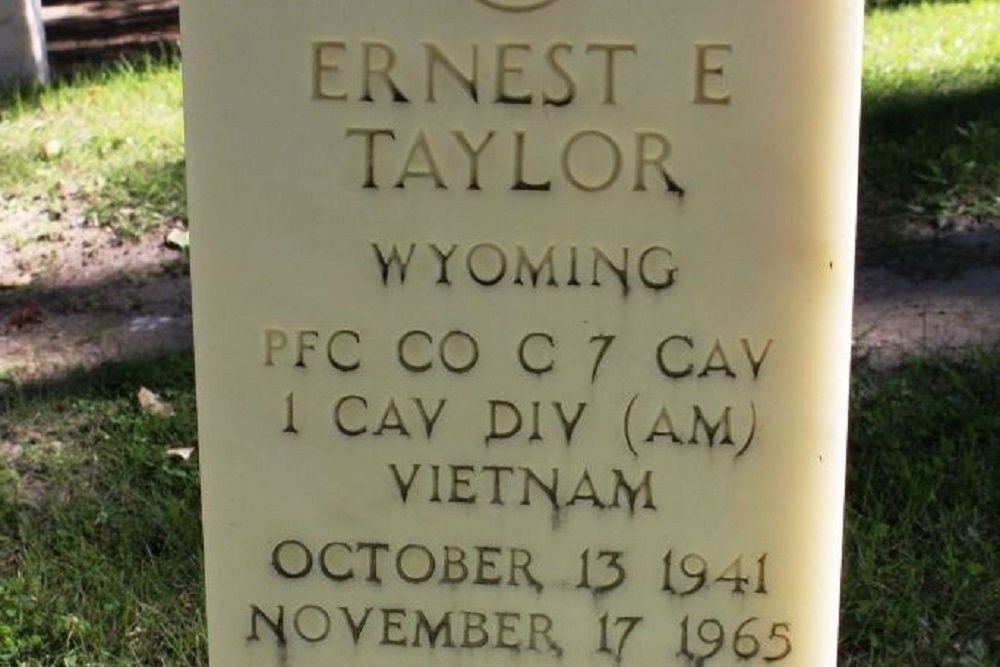 ERNEST E
TAYLOR
WYOMING
PFC CO C 7 CAV
1 CAV DIV (AM)
VIETNAM
OCTOBER 13 1941
NOVEMBER 17 1965